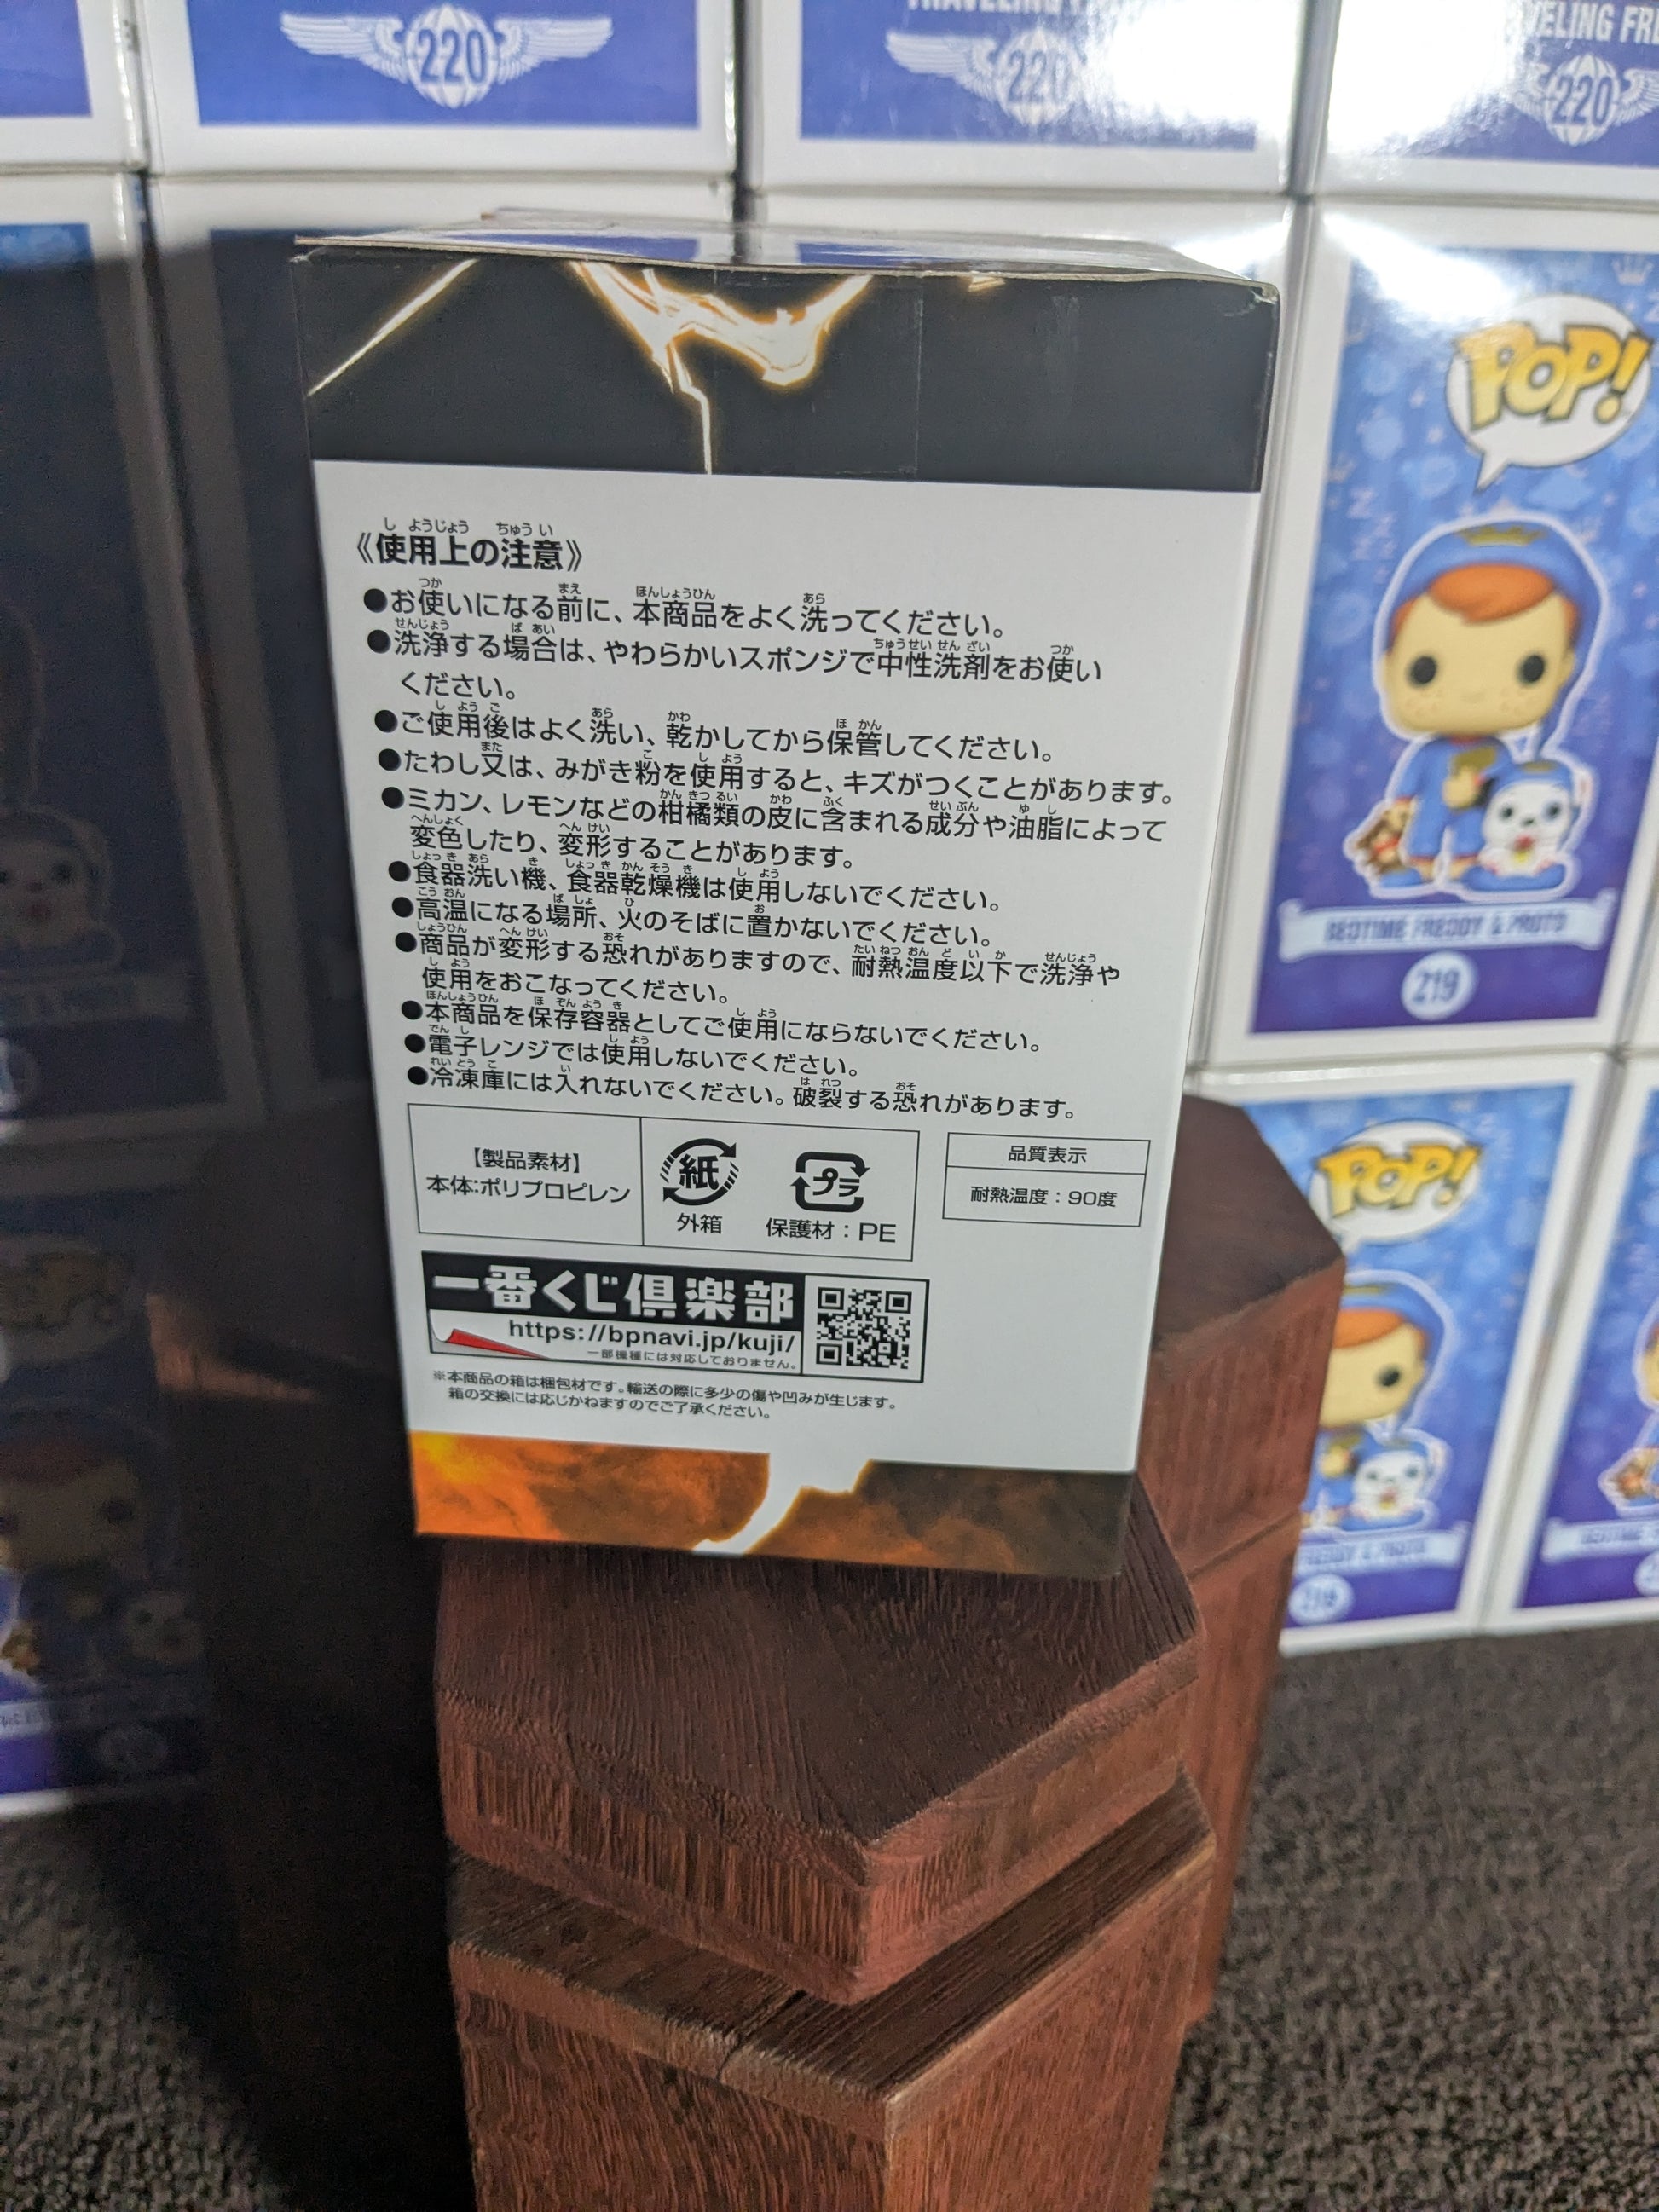 220
220
220
POP!
《使用上の注意》
●お使いになる前に、本商品をよく洗ってください。
●洗浄する場合は、やわらかいスポンジで中性洗剤をお使い
ください。
●ご使用後はよく洗い、乾かしてから保管してください。
●たわし又は、みがき粉を使用すると、キズがつくことがあります。
●ミカン、レモンなどの柑橘類の皮に含まれる成分や油脂によって
変色したり、変形することがあります。
●食器洗い機、食器乾燥機は使用しないでください。
●高温になる場所、火のそばに置かないでください。
●商品が変形する恐れがありますので、耐熱温度以下で洗浄や
使用をおこなってください。
●本商品を保存容器としてご使用にならないでください。
●電子レンジでは使用しないでください。
●冷凍庫には入れないでください。破裂する恐れがあります。
【製品素材】
本体:ポリプロピレン
紙
外箱
プラ
保護材：PE
品質表示
耐熱温度：90度
一番くじ倶楽部
https://bpnavi.jp/kuji/
一部機種には対応しておりません。
※本商品の箱は梱包材です。輸送の際に多少の傷や凹みが生じます。
箱の交換には応じかねますのでご了承ください。
BEDTIME FREDDY & PROTO
219
POP!
219